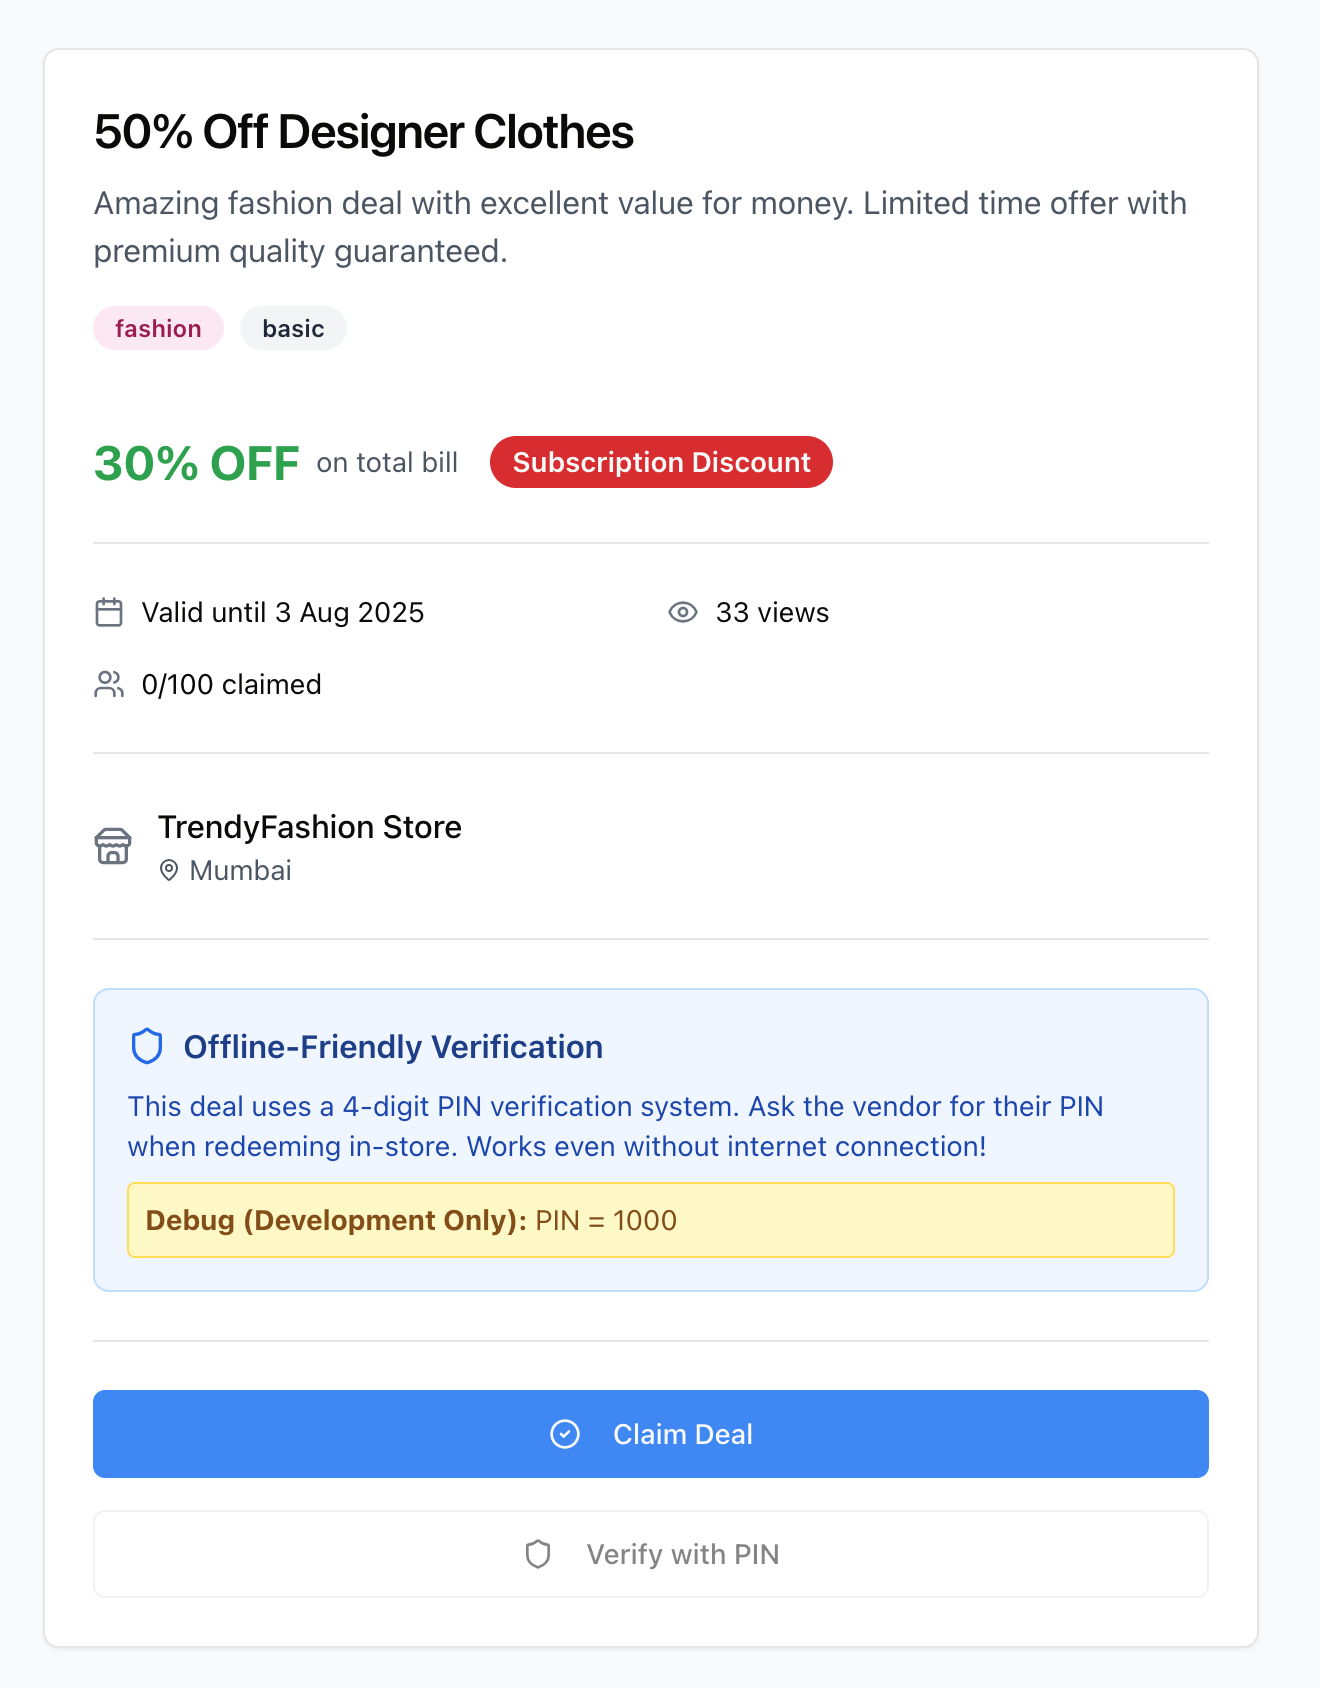 50% Off Designer Clothes
Amazing fashion deal with excellent value for money. Limited time offer with
premium quality guaranteed.
fashion basic
30% OFF on total bill Subscription Discount
Valid until 3 Aug 2025 33 views
0/100 claimed
TrendyFashion Store
Mumbai
Offline-Friendly Verification
This deal uses a 4-digit PIN verification system. Ask the vendor for their PIN
when redeeming in-store. Works even without internet connection!
Debug (Development Only): PIN = 1000
Claim Deal
Verify with PIN